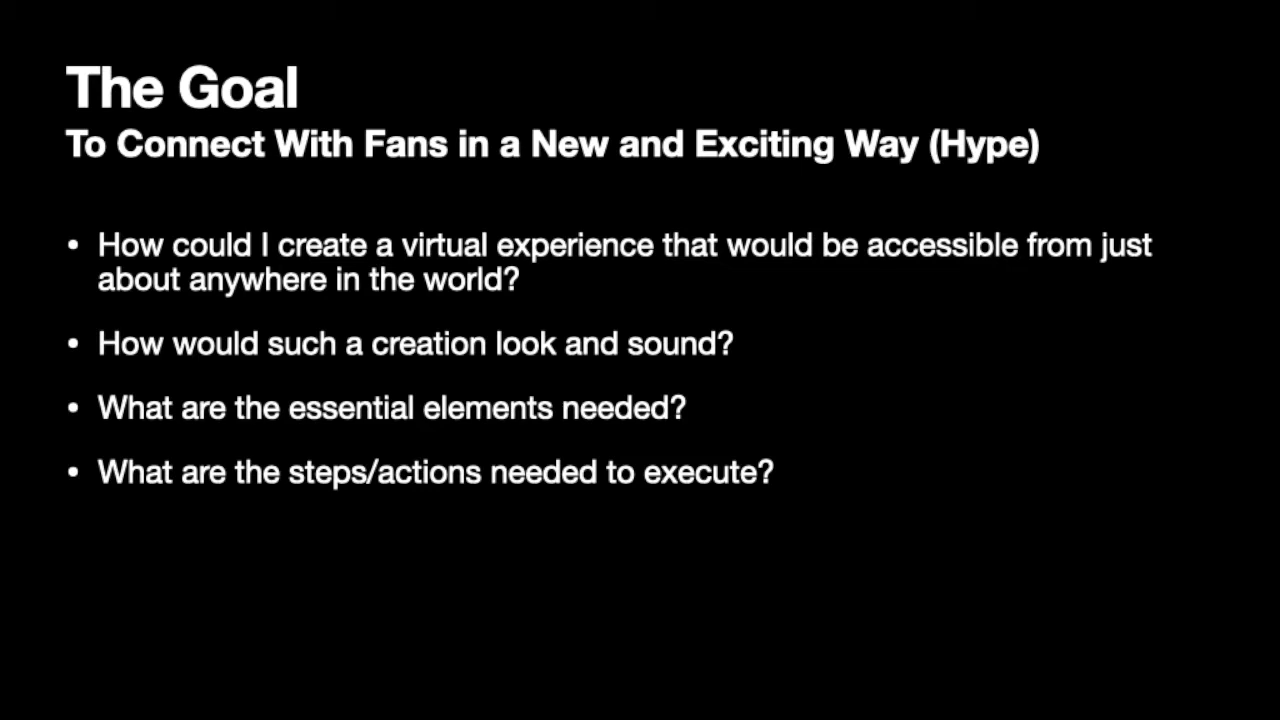 The Goal
To Connect With Fans in a New and Exciting Way (Hype)
• How could I create a virtual experience that would be accessible from just
about anywhere in the world?
• How would such a creation look and sound?
• What are the essential elements needed?
• What are the steps/actions needed to execute?